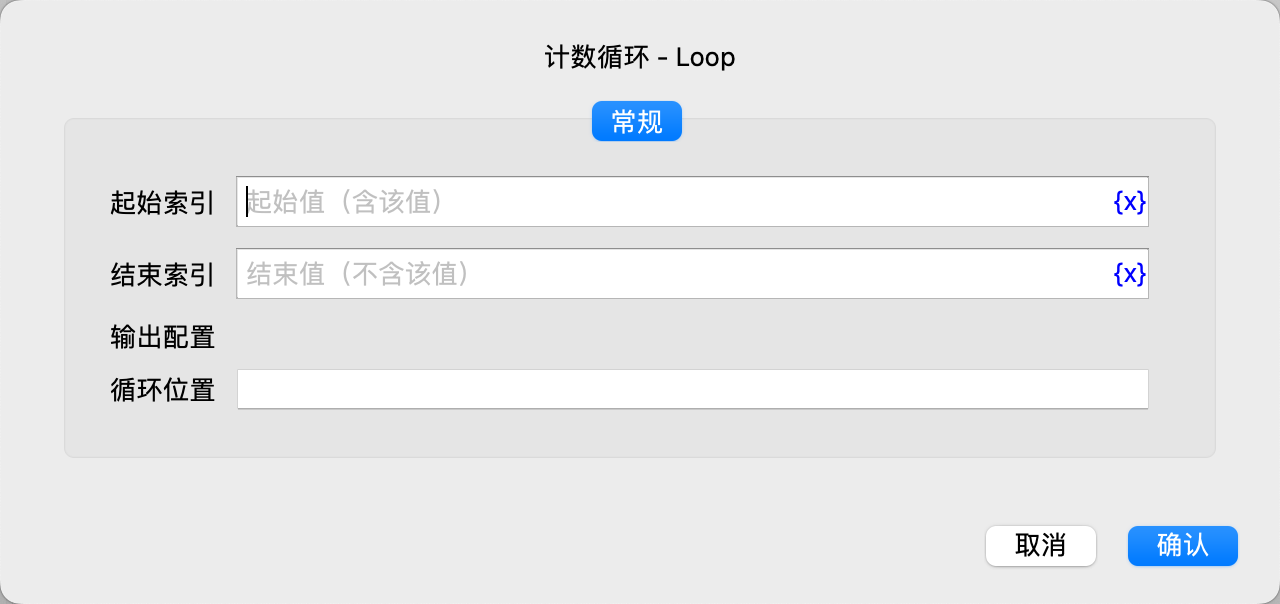 计数循环 - Loop
常规
起始索引 起始值（含该值） {x}
结束索引 结束值（不含该值） {x}
输出配置
循环位置
取消 确认